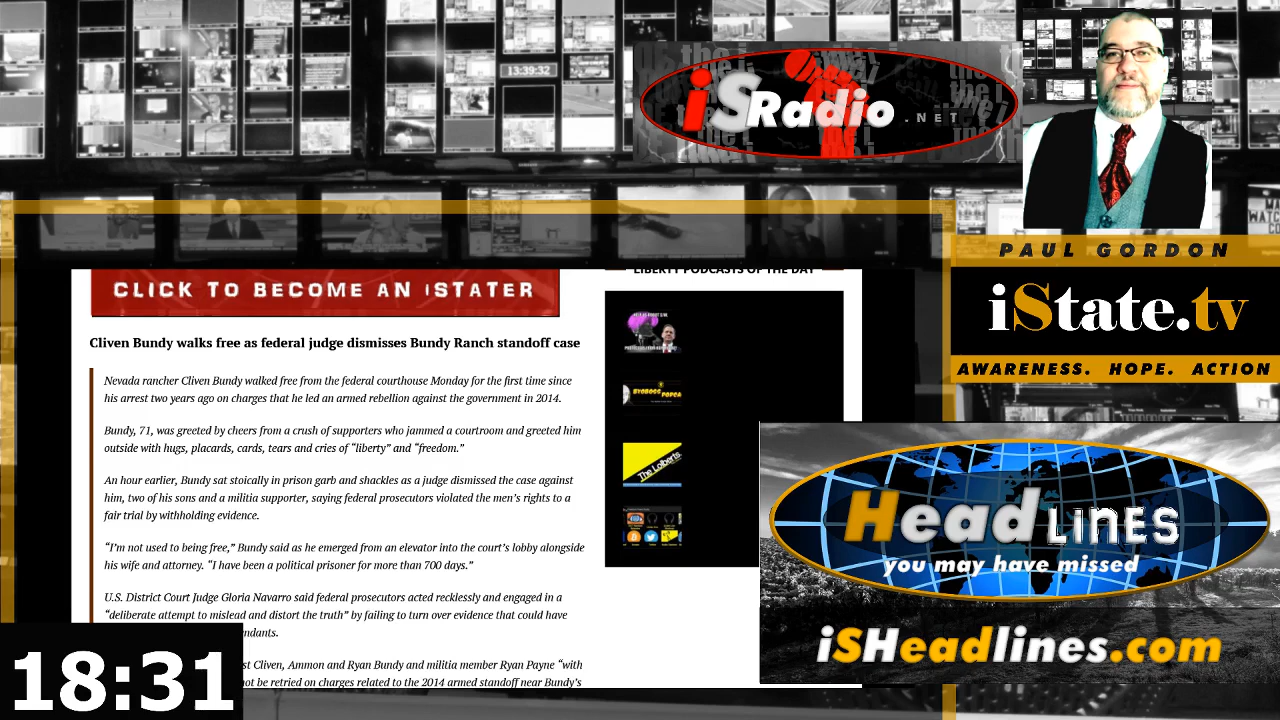 13:39:32
iSRadio
.NET
PAUL GORDON
iState.tv
AWARENESS. HOPE. ACTION
LIBERTY PODCASTS OF THE DAY
CLICK TO BECOME AN iSTATER
Cliven Bundy walks free as federal judge dismisses Bundy Ranch standoff case
Nevada rancher Cliven Bundy walked free from the federal courthouse Monday for the first time since
his arrest two years ago on charges that he led an armed rebellion against the government in 2014.
Bundy, 71, was greeted by cheers from a crush of supporters who jammed a courtroom and greeted him
outside with hugs, placards, cards, tears and cries of “liberty” and “freedom.”
An hour earlier, Bundy sat stoically in prison garb and shackles as a judge dismissed the case against
him, two of his sons and a militia supporter, saying federal prosecutors violated the men’s rights to a
fair trial by withholding evidence.
“I’m not used to being free,” Bundy said as he emerged from an elevator into the court’s lobby alongside
his wife and attorney. “I have been a political prisoner for more than 700 days.”
U.S. District Court Judge Gloria Navarro said federal prosecutors acted recklessly and engaged in a
“deliberate attempt to mislead and distort the truth” by failing to turn over evidence that could have
ndants.
st Cliven, Ammon and Ryan Bundy and militia member Ryan Payne “with
not be retried on charges related to the 2014 armed standoff near Bundy’s
The Lolberts
HeadLINES
you may have missed
iSHeadlines.com
18:31